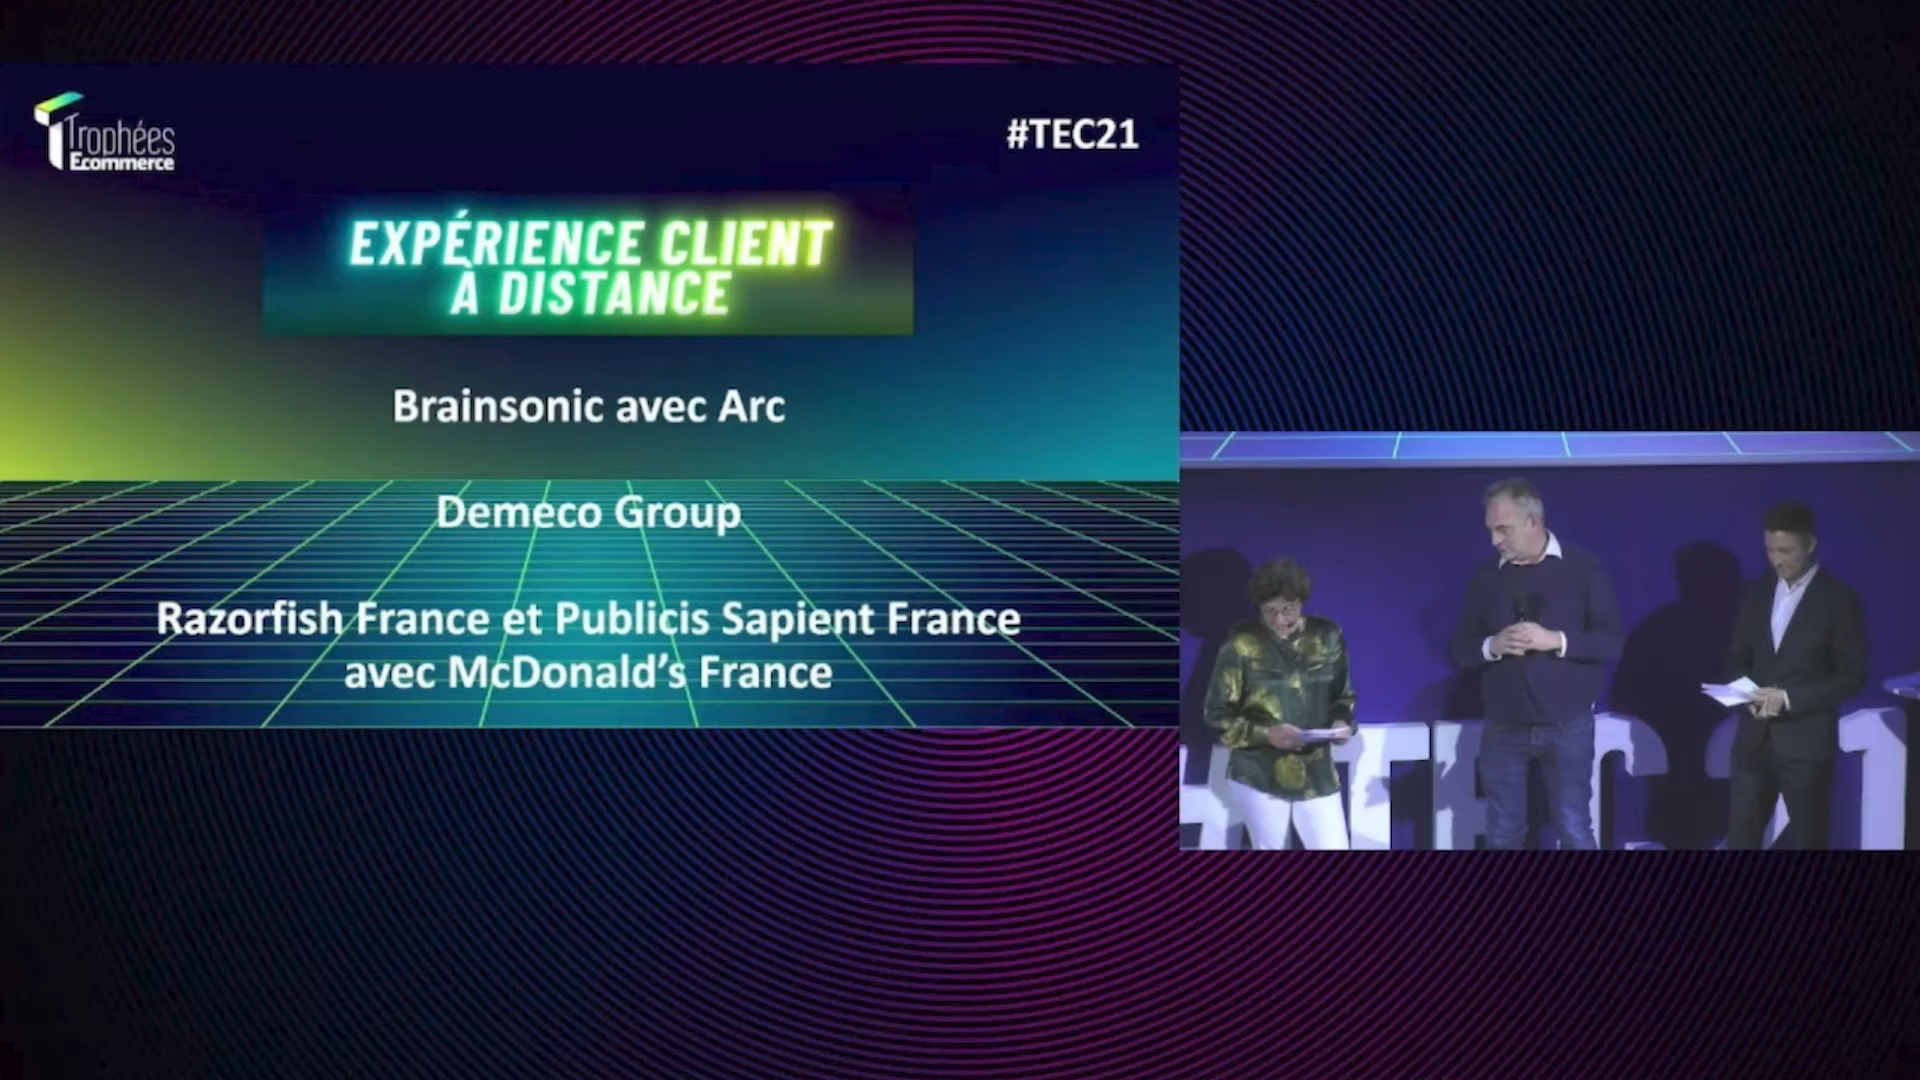 Trophées
Ecommerce
#TEC21
EXPÉRIENCE CLIENT
À DISTANCE
Brainsonic avec Arc
Demeco Group
Razorfish France et Publicis Sapient France
avec McDonald’s France
#TEC21